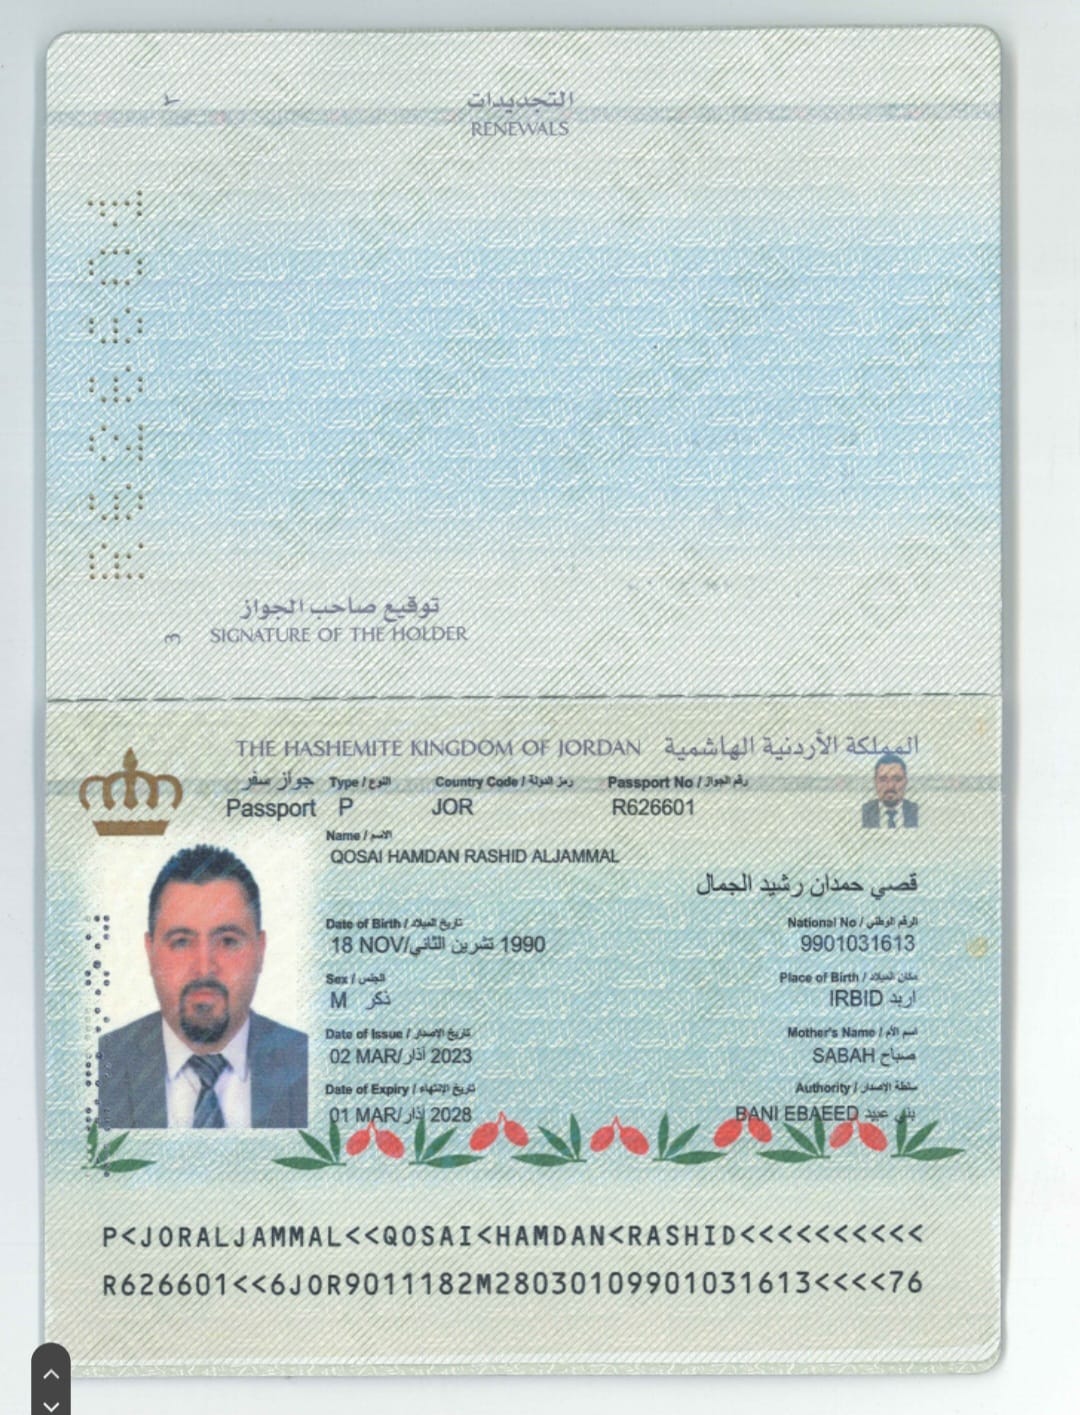 ٢
التجديدات
RENEWALS
توقيع صاحب الجواز
3 SIGNATURE OF THE HOLDER
THE HASHEMITE KINGDOM OF JORDAN المملكة الأردنية الهاشمية
جواز سفر Type / النوع Country Code / رمز الدولة Passport No / رقم الجواز
Passport P JOR R626601
Name / الاسم
QOSAI HAMDAN RASHID ALJAMMAL
قصي حمدان رشيد الجمال
Date of Birth / تاريخ الميلاد National No / الرقم الوطني
18 NOV/تشرين الثاني 1990 9901031613
Sex / الجنس Place of Birth / مكان الميلاد
M ذكر IRBID اربد
Date of Issue / تاريخ الإصدار Mother's Name / اسم الأم
02 MAR/آذار 2023 SABAH صباح
Date of Expiry / تاريخ الإنتهاء Authority / سلطة الإصدار
01 MAR/آذار 2028 BANI EBAEED بني عبيد
P<JORALJAMMAL<<QOSAI<HAMDAN<RASHID<<<<<<<<<<
R626601<<6JOR9011182M28030109901031613<<<<76